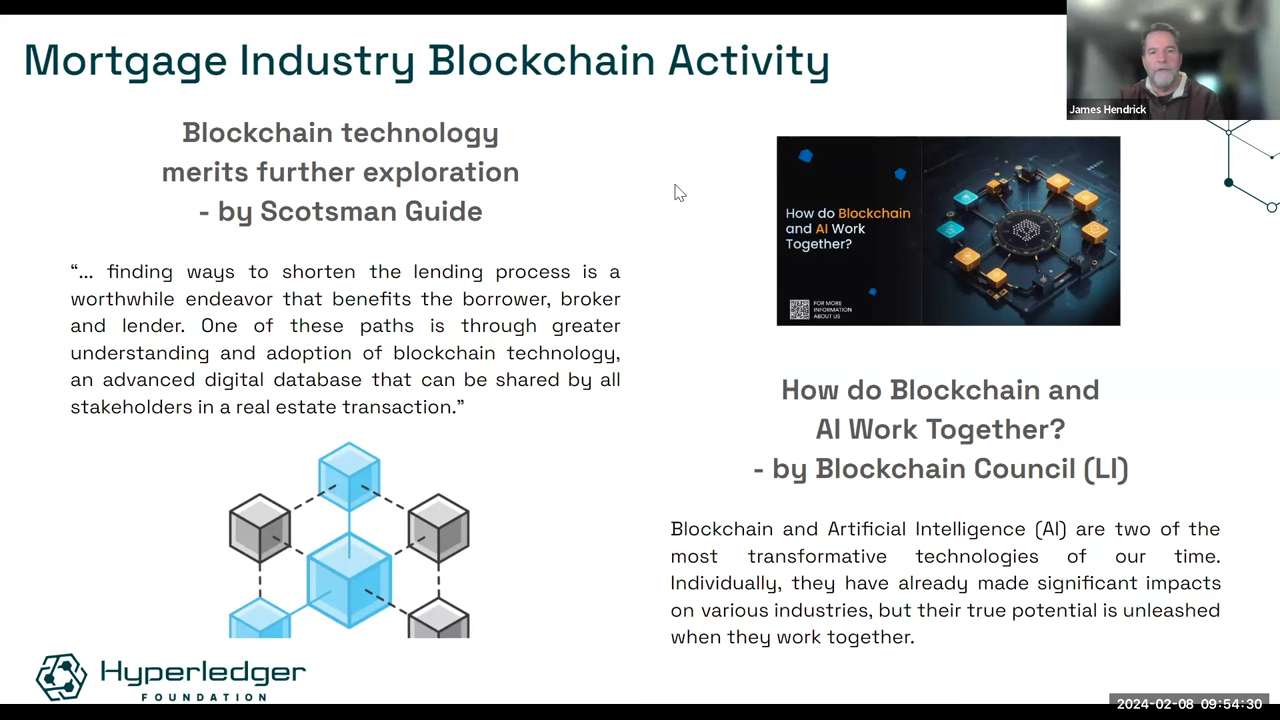 Mortgage Industry Blockchain Activity
James Hendrick
Blockchain technology
merits further exploration
- by Scotsman Guide
“... finding ways to shorten the lending process is a
worthwhile endeavor that benefits the borrower, broker
and lender. One of these paths is through greater
understanding and adoption of blockchain technology,
an advanced digital database that can be shared by all
stakeholders in a real estate transaction.”
How do Blockchain
and AI Work
Together?
FOR MORE
INFORMATION
ABOUT US
How do Blockchain and
AI Work Together?
- by Blockchain Council (LI)
Blockchain and Artificial Intelligence (AI) are two of the
most transformative technologies of our time.
Individually, they have already made significant impacts
on various industries, but their true potential is unleashed
when they work together.
Hyperledger
FOUNDATION
2024-02-08 09:54:30